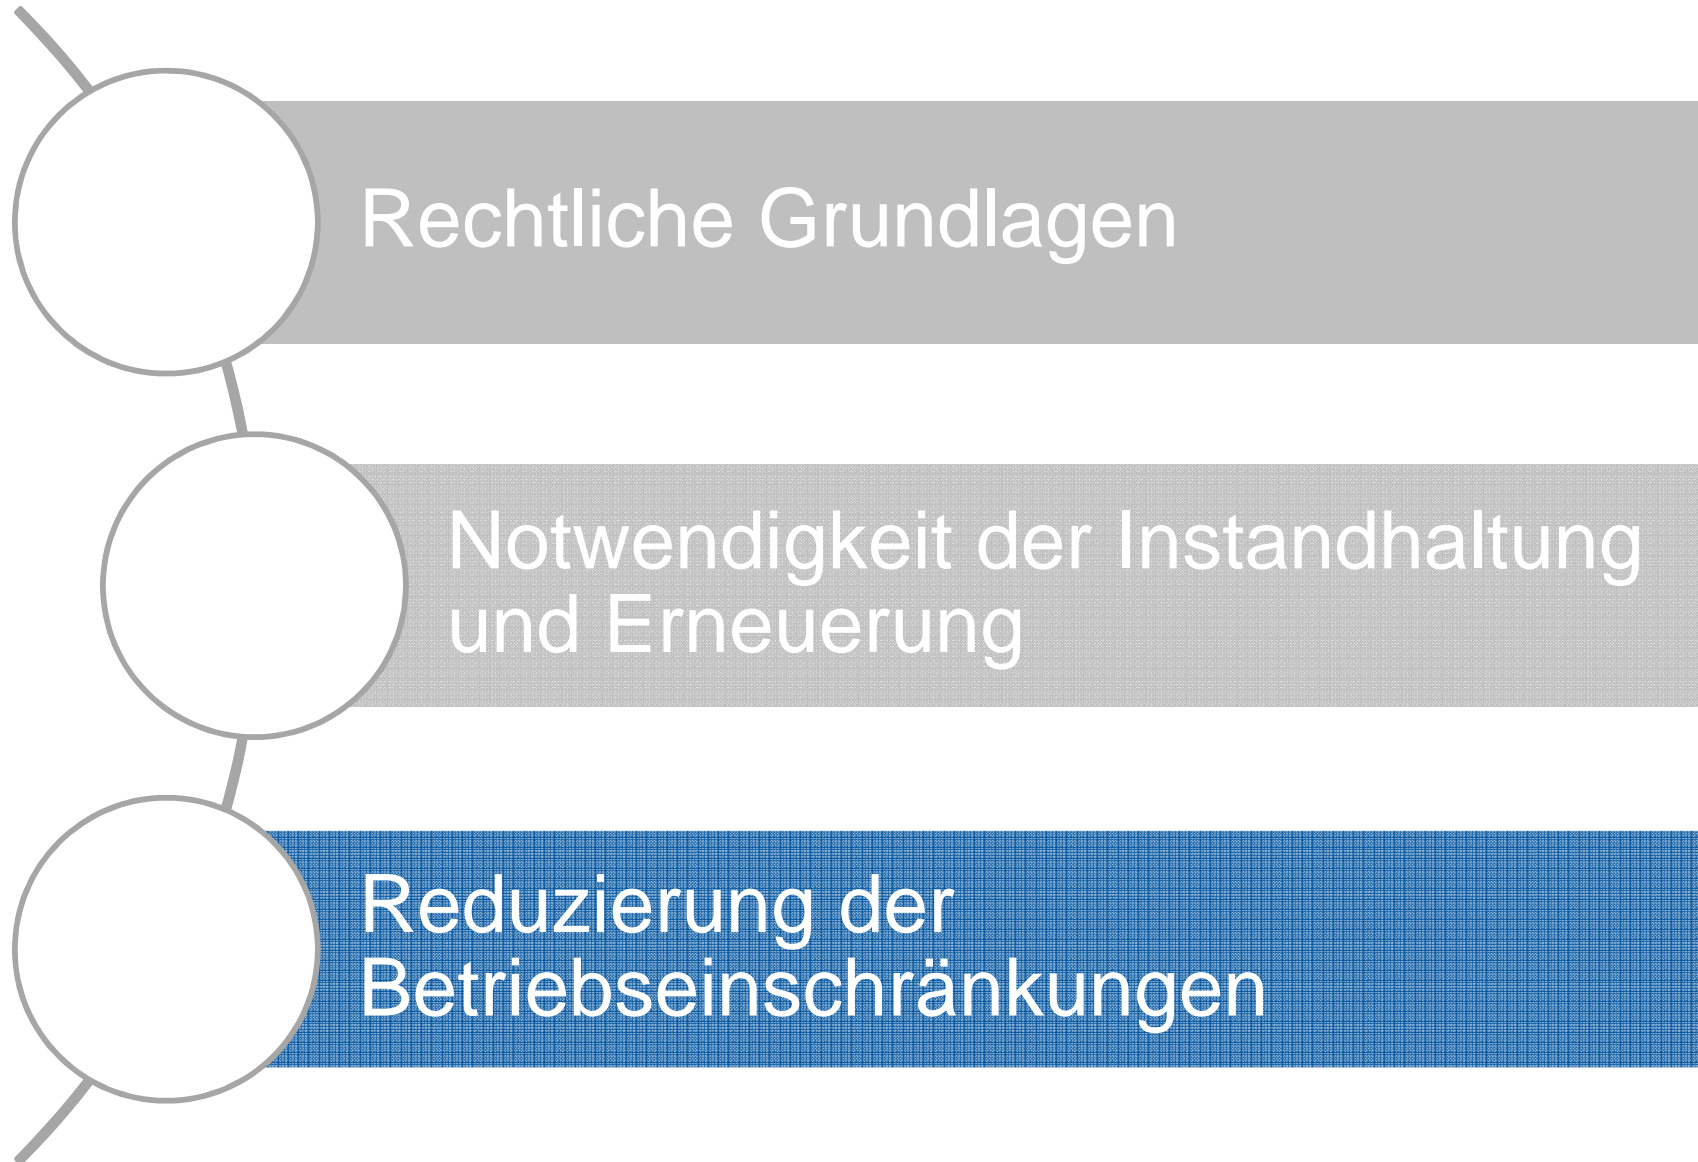 Rechtliche Grundlagen
Notwendigkeit der Instandhaltung
und Erneuerung
Reduzierung der
Betriebseinschränkungen